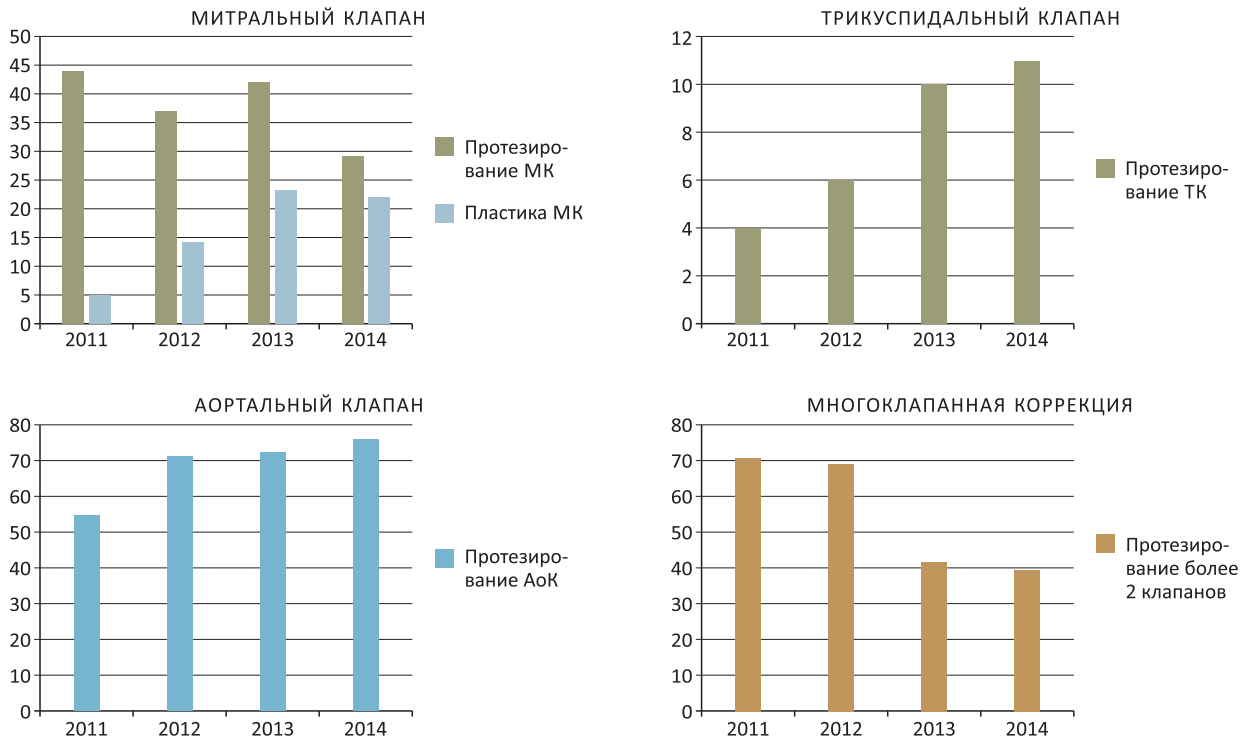 МИТРАЛЬНЫЙ КЛАПАН
50
45
40
35
30
25
20
15
10
5
0
2011 2012 2013 2014
Протезиро-
вание МК
Пластика МК
ТРИКУСПИДАЛЬНЫЙ КЛАПАН
12
10
8
6
4
2
0
2011 2012 2013 2014
Протезиро-
вание ТК
АОРТАЛЬНЫЙ КЛАПАН
80
70
60
50
40
30
20
10
0
2011 2012 2013 2014
Протезиро-
вание АоК
МНОГОКЛАПАННАЯ КОРРЕКЦИЯ
80
70
60
50
40
30
20
10
0
2011 2012 2013 2014
Протезиро-
вание более
2 клапанов